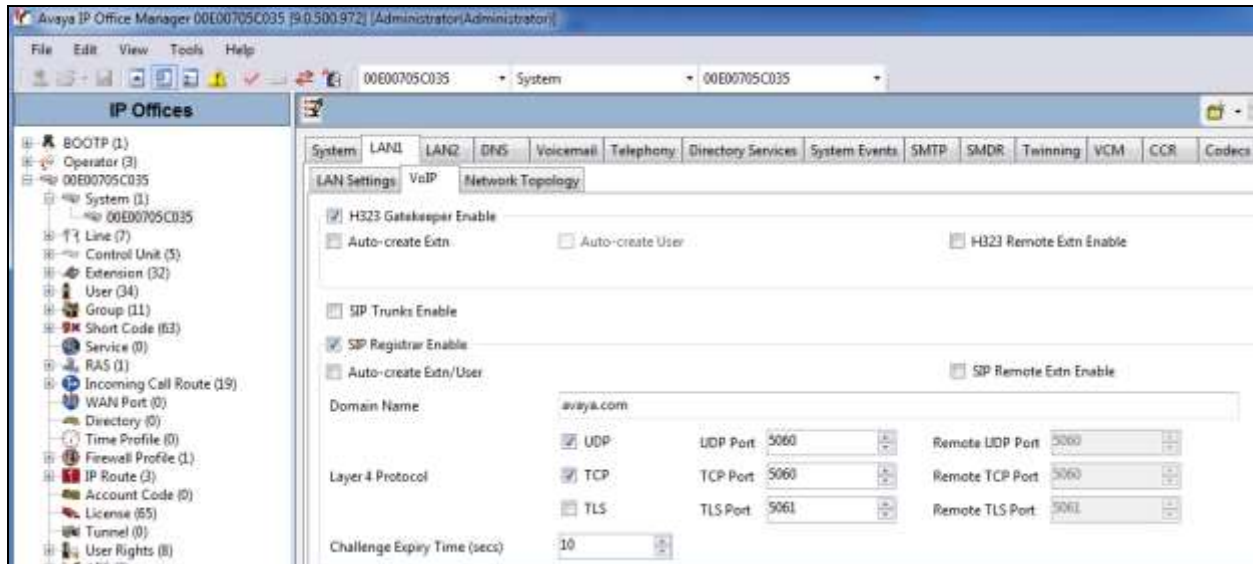 Avaya IP Office Manager 00E00705C035 [9.0.500.972] [Administrator(Administrator)]
File Edit View Tools Help
00E00705C035 System 00E00705C035
IP Offices
BOOTP (1)
Operator (3)
00E00705C035
System (1)
00E00705C035
Line (7)
Control Unit (5)
Extension (32)
User (34)
Group (11)
Short Code (63)
Service (0)
RAS (1)
Incoming Call Route (19)
WAN Port (0)
Directory (0)
Time Profile (0)
Firewall Profile (1)
IP Route (3)
Account Code (0)
License (65)
Tunnel (0)
User Rights (8)
System LAN1 LAN2 DNS Voicemail Telephony Directory Services System Events SMTP SMDR Twinning VCM CCR Codecs
LAN Settings VoIP Network Topology
H323 Gatekeeper Enable
Auto-create Extn Auto-create User H323 Remote Extn Enable
SIP Trunks Enable
SIP Registrar Enable
Auto-create Extn/User SIP Remote Extn Enable
Domain Name avaya.com
UDP UDP Port 5060 Remote UDP Port 5060
Layer 4 Protocol TCP TCP Port 5060 Remote TCP Port 5060
TLS TLS Port 5061 Remote TLS Port 5061
Challenge Expiry Time (secs) 10